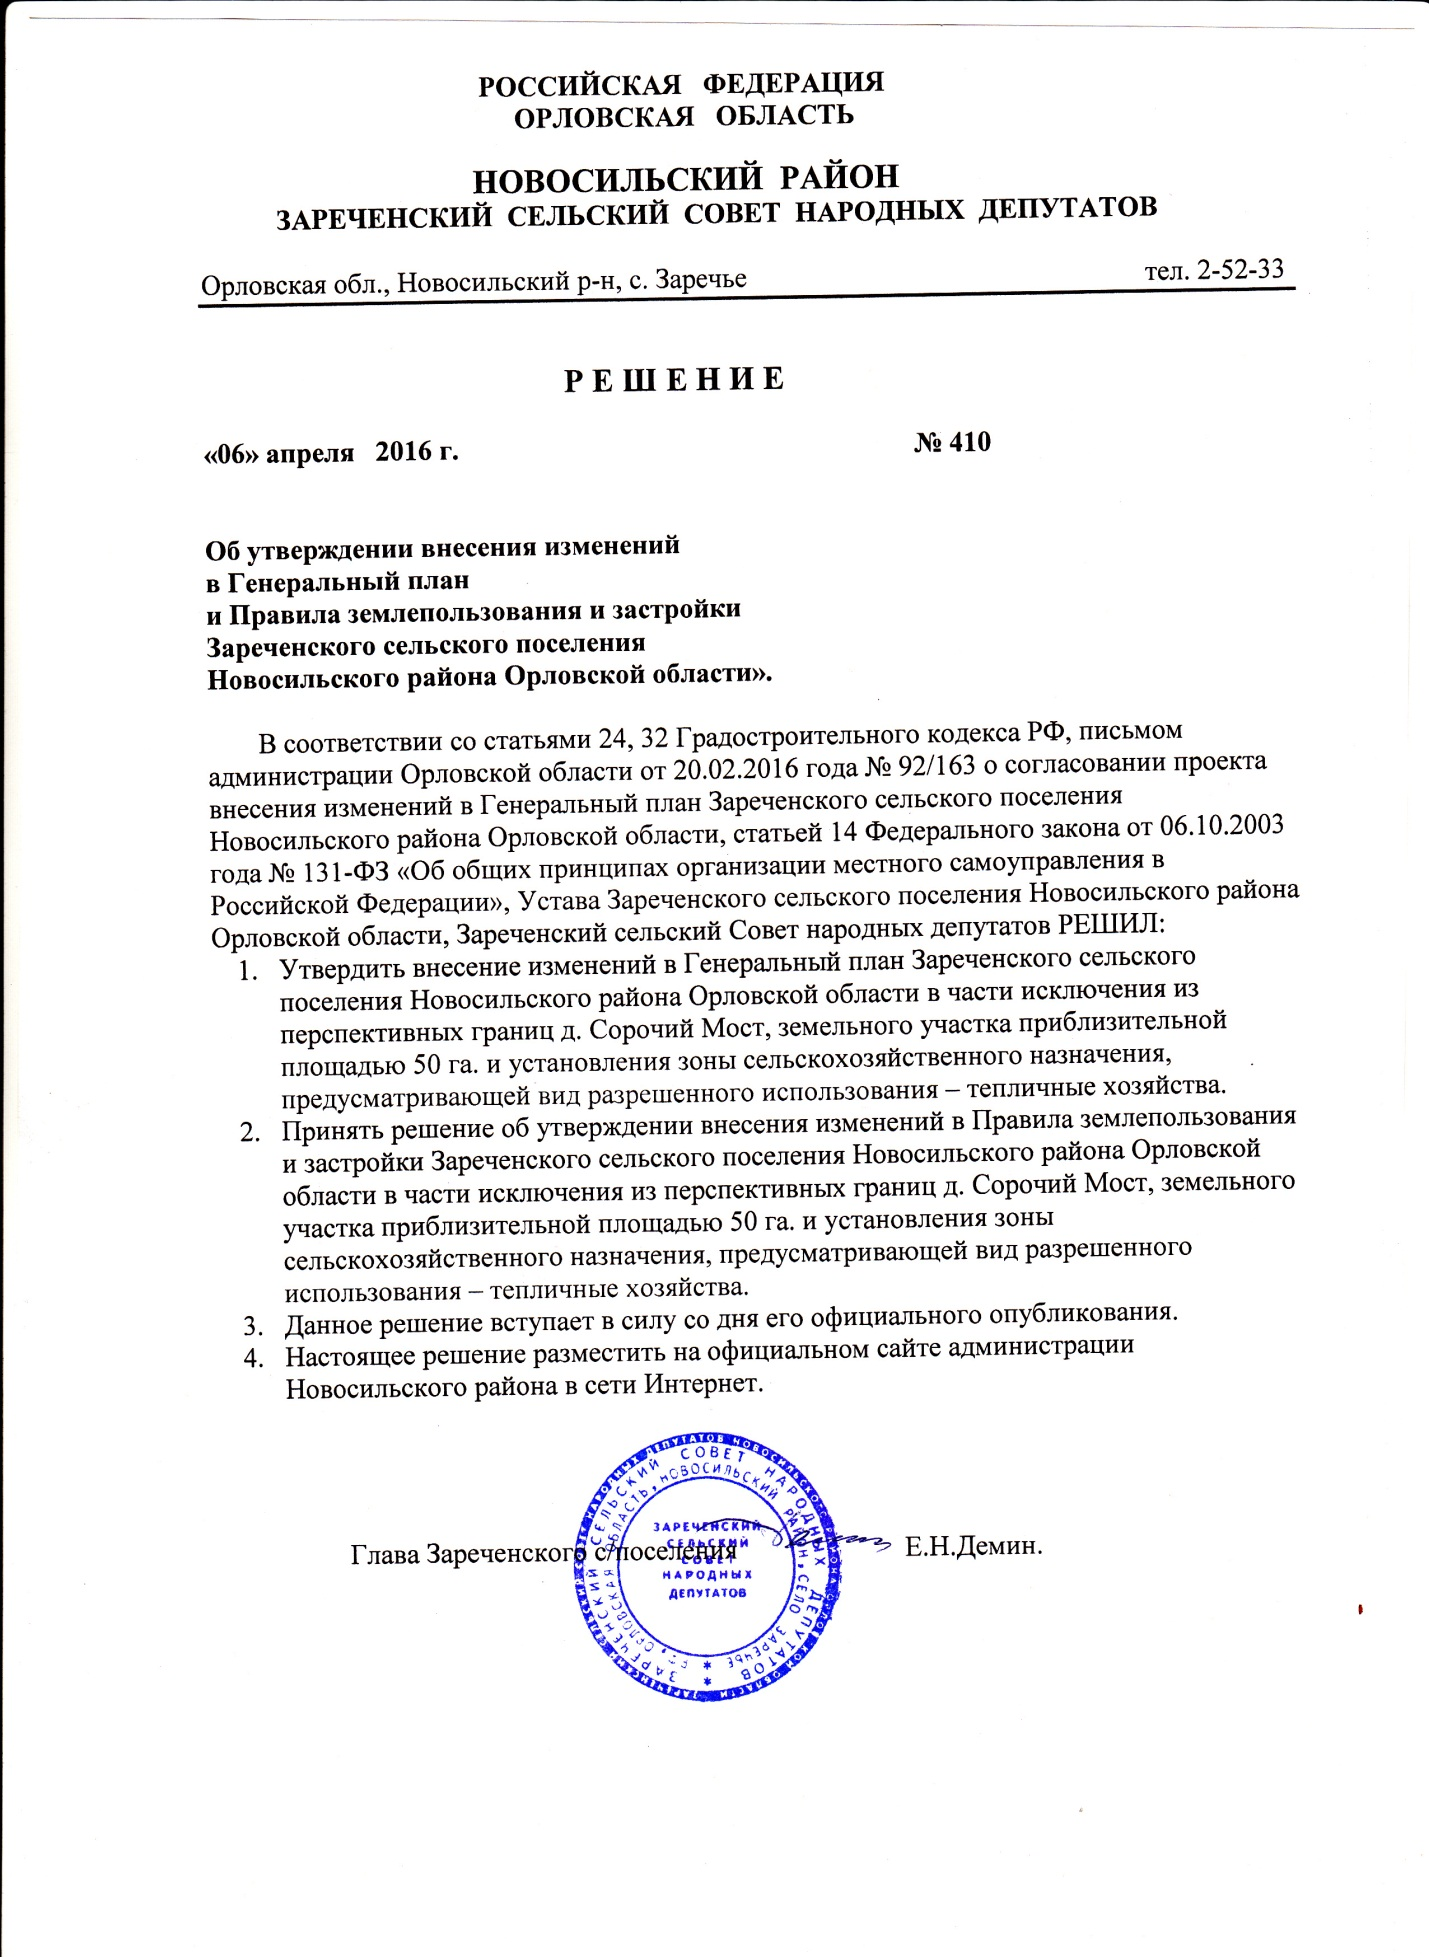 РОССИЙСКАЯ ФЕДЕРАЦИЯ
ОРЛОВСКАЯ ОБЛАСТЬ
НОВОСИЛЬСКИЙ РАЙОН
ЗАРЕЧЕНСКИЙ СЕЛЬСКИЙ СОВЕТ НАРОДНЫХ ДЕПУТАТОВ
Орловская обл., Новосильский р-н, с. Заречье тел. 2-52-33
Р Е Ш Е Н И Е
«06» апреля 2016 г. № 410
Об утверждении внесения изменений
в Генеральный план
и Правила землепользования и застройки
Зареченского сельского поселения
Новосильского района Орловской области».
В соответствии со статьями 24, 32 Градостроительного кодекса РФ, письмом
администрации Орловской области от 20.02.2016 года № 92/163 о согласовании проекта
внесения изменений в Генеральный план Зареченского сельского поселения
Новосильского района Орловской области, статьей 14 Федерального закона от 06.10.2003
года № 131-ФЗ «Об общих принципах организации местного самоуправления в
Российской Федерации», Устава Зареченского сельского поселения Новосильского района
Орловской области, Зареченский сельский Совет народных депутатов РЕШИЛ:
1. Утвердить внесение изменений в Генеральный план Зареченского сельского
поселения Новосильского района Орловской области в части исключения из
перспективных границ д. Сорочий Мост, земельного участка приблизительной
площадью 50 га. и установления зоны сельскохозяйственного назначения,
предусматривающей вид разрешенного использования – тепличные хозяйства.
2. Принять решение об утверждении внесения изменений в Правила землепользования
и застройки Зареченского сельского поселения Новосильского района Орловской
области в части исключения из перспективных границ д. Сорочий Мост, земельного
участка приблизительной площадью 50 га. и установления зоны
сельскохозяйственного назначения, предусматривающей вид разрешенного
использования – тепличные хозяйства.
3. Данное решение вступает в силу со дня его официального опубликования.
4. Настоящее решение разместить на официальном сайте администрации
Новосильского района в сети Интернет.
Глава Зареченского с/поселения Е.Н.Демин.
ЗАРЕЧЕНСКИЙ
СЕЛЬСКИЙ
СОВЕТ
НАРОДНЫХ
ДЕПУТАТОВ
ЗАРЕЧЕНСКИЙ СЕЛЬСКИЙ СОВЕТ НАРОДНЫХ ДЕПУТАТОВ
ОРЛОВСКАЯ ОБЛАСТЬ, НОВОСИЛЬСКИЙ РАЙОН, СЕЛО ЗАРЕЧЬЕ